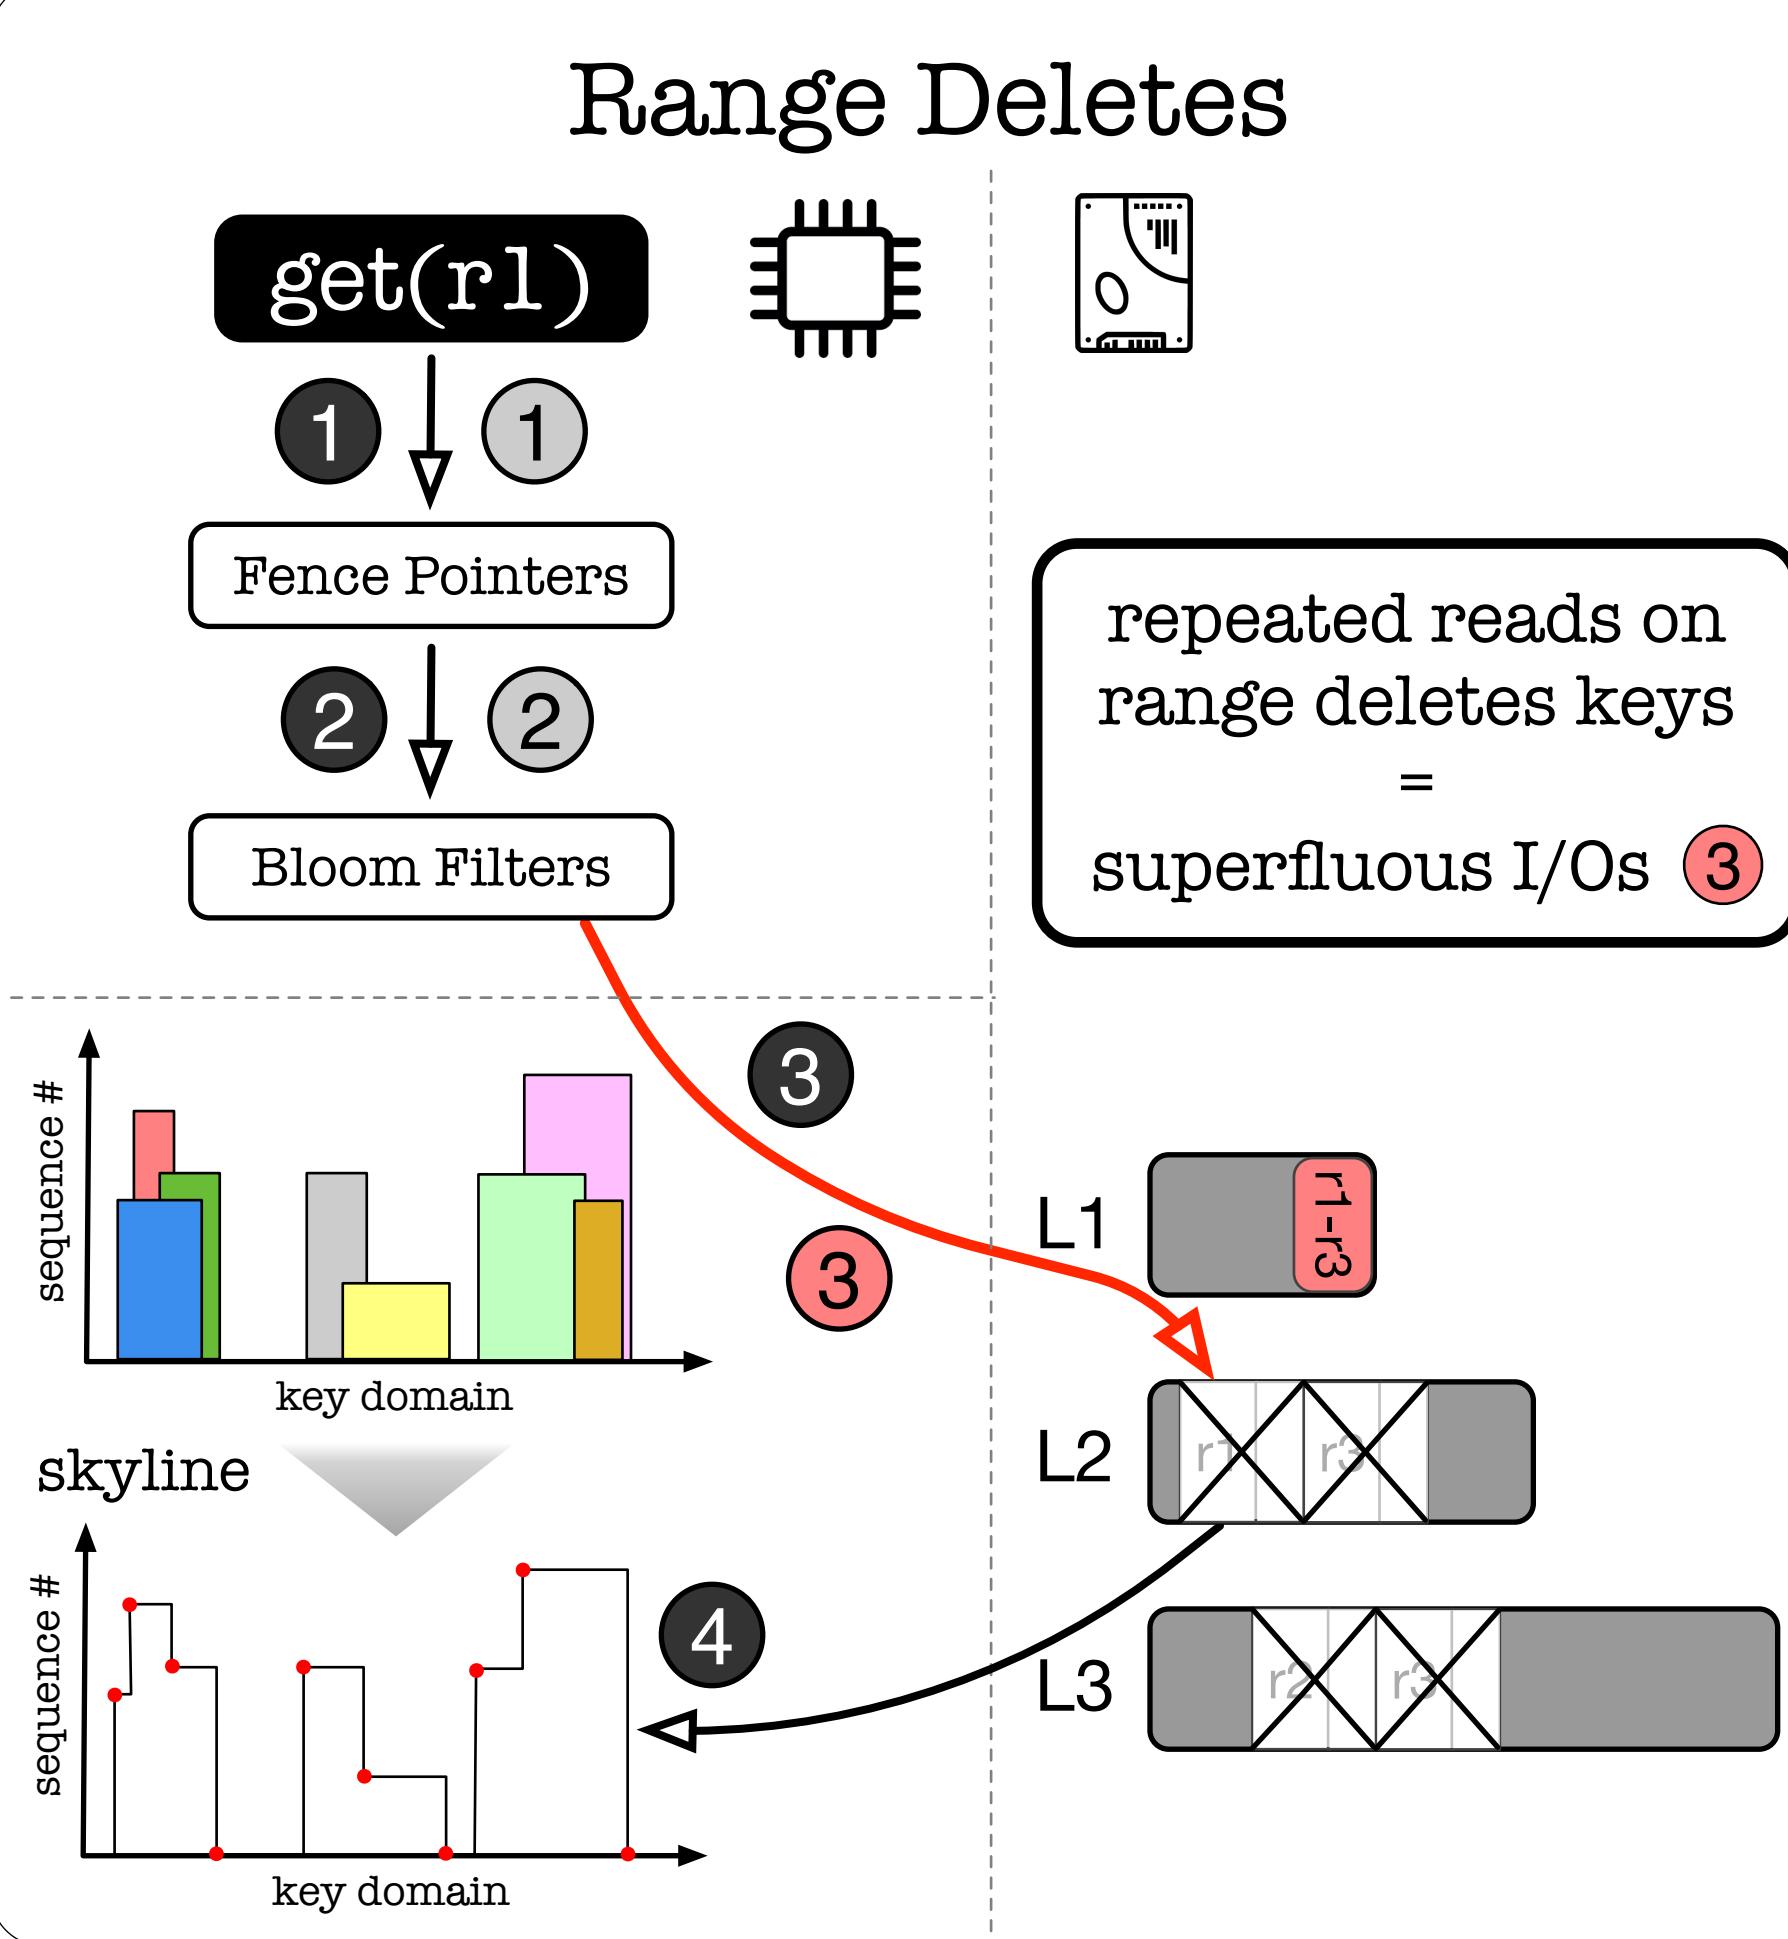 Range Deletes
get(r1)
1
1
Fence Pointers
2
2
Bloom Filters
repeated reads on
range deletes keys
=
superfluous I/Os 3
3
3
sequence #
key domain
skyline
sequence #
key domain
4
L1
r1-r3
L2
r1
r3
L3
r2
r3